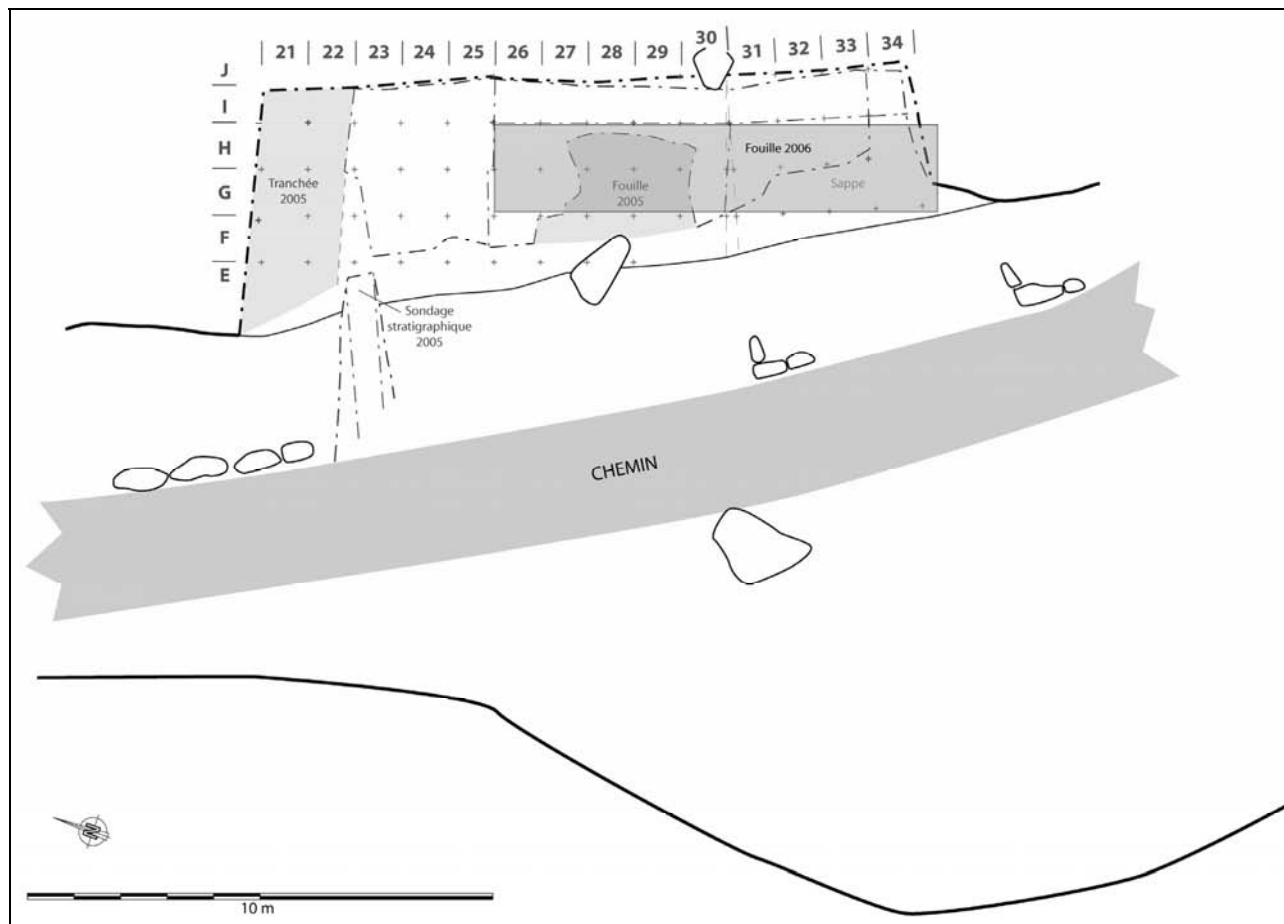 21 22 23 24 25 26 27 28 29 30 31 32 33 34
J
I
H
G
F
E
Tranchée
2005
Fouille
2005
Fouille 2006
Sappe
Sondage
stratigraphique
2005
CHEMIN
N
10 m